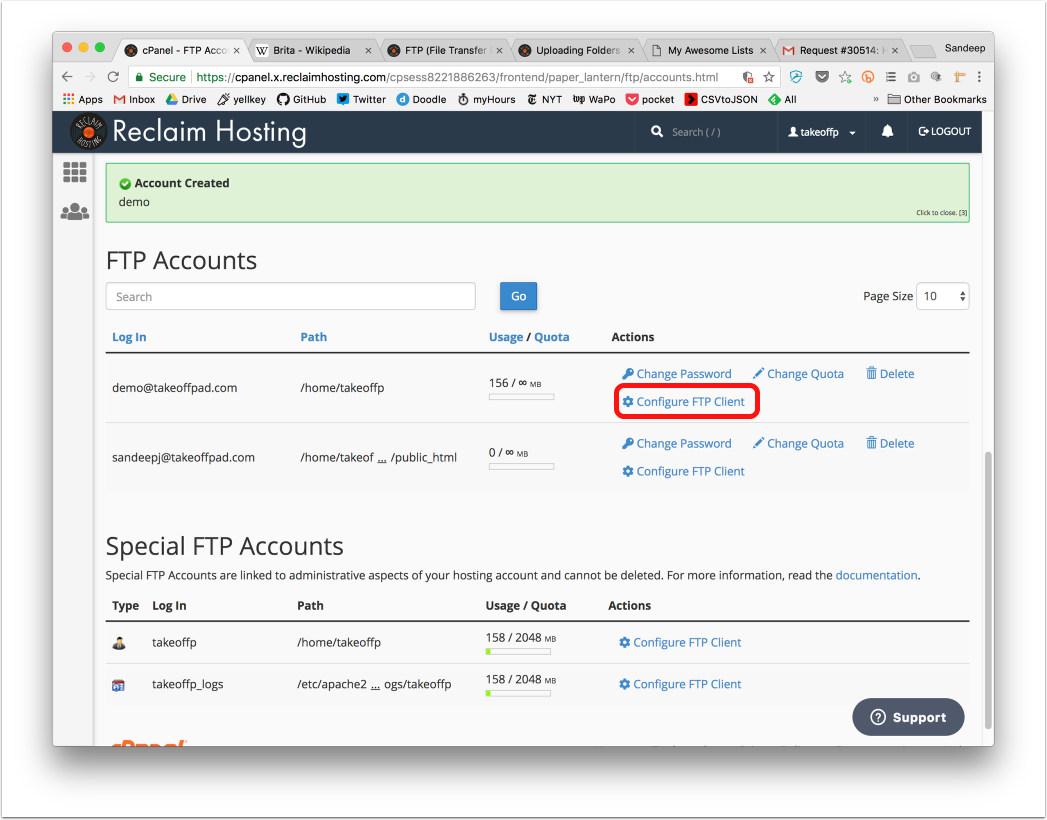 cPanel - FTP Acco × Brita - Wikipedia × FTP (File Transfer × Uploading Folders × My Awesome Lists × Request #30514: × Sandeep
Secure https://cpanel.x.reclaimhosting.com/cpsess8221886263/frontend/paper_lantern/ftp/accounts.html
Apps Inbox Drive yellkey GitHub Twitter Doodle myHours NYT WaPo pocket CSVtoJSON All » Other Bookmarks
RECLAIM HOSTING Reclaim Hosting Search ( / ) takeoffp LOGOUT
Account Created
demo
Click to close. [3]
FTP Accounts
Search Go Page Size 10
Log In Path Usage / Quota Actions
demo@takeoffpad.com /home/takeoffp 156 / ∞ MB Change Password Change Quota Delete
Configure FTP Client
sandeepj@takeoffpad.com /home/takeof ... /public_html 0 / ∞ MB Change Password Change Quota Delete
Configure FTP Client
Special FTP Accounts
Special FTP Accounts are linked to administrative aspects of your hosting account and cannot be deleted. For more information, read the documentation.
Type Log In Path Usage / Quota Actions
takeoffp /home/takeoffp 158 / 2048 MB Configure FTP Client
takeoffp_logs /etc/apache2 ... ogs/takeoffp 158 / 2048 MB Configure FTP Client
Support